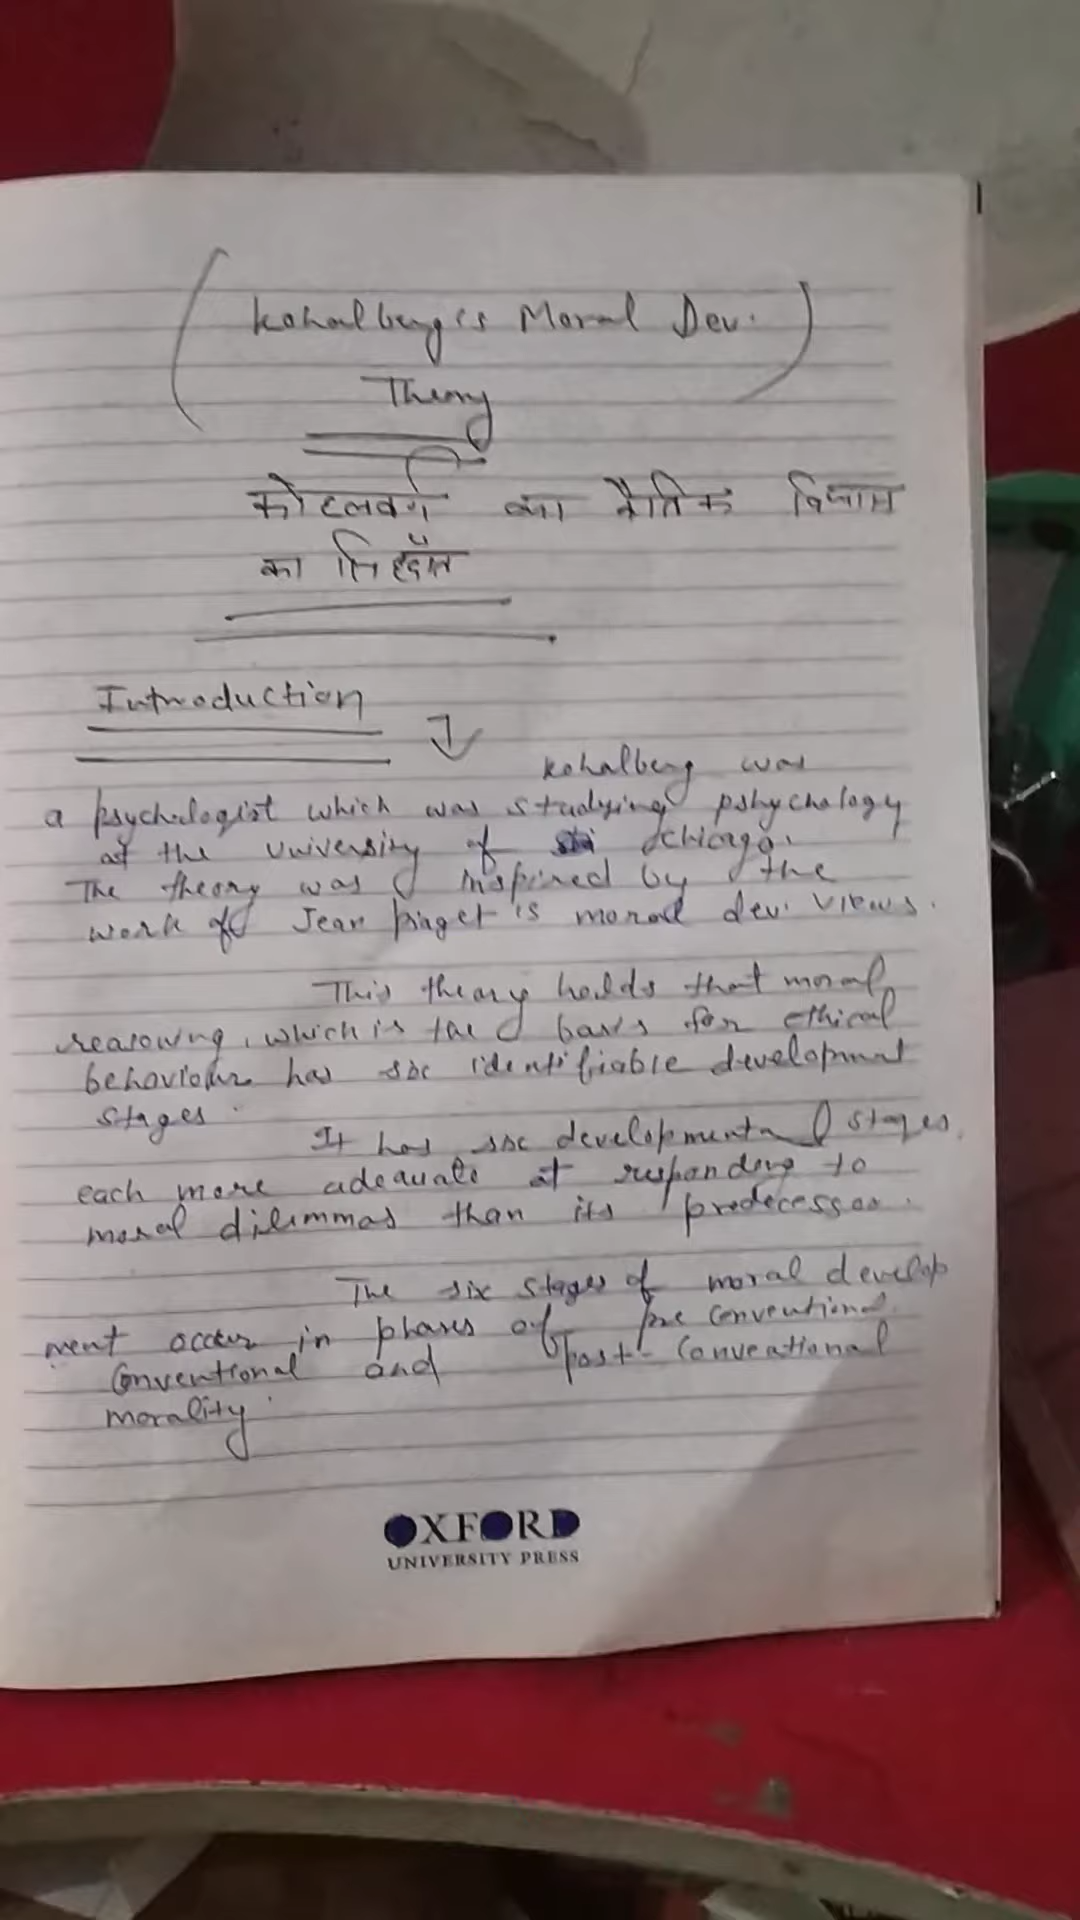 (Kohalberg's Moral Dev.)
Theory
कोहलवर्ग का नैतिक विकास
का सिद्दांत
Introduction
Kohalberg was
a psychologist which was studying pshychology
at the University of chicago.
The theory was inspired by the
work of Jean piaget's moral dev. views.
This theory holds that moral
reasoning, which is the basis for ethical
behaviour has six identifiable developmental
stages.
It has six developmental stages,
each more adequate at responding to
moral dilemmas than its predecessor.
The six stages of moral develop
ment occur in phases of pre conventional
Conventional and post-Conventional
morality.
OXFORD
UNIVERSITY PRESS